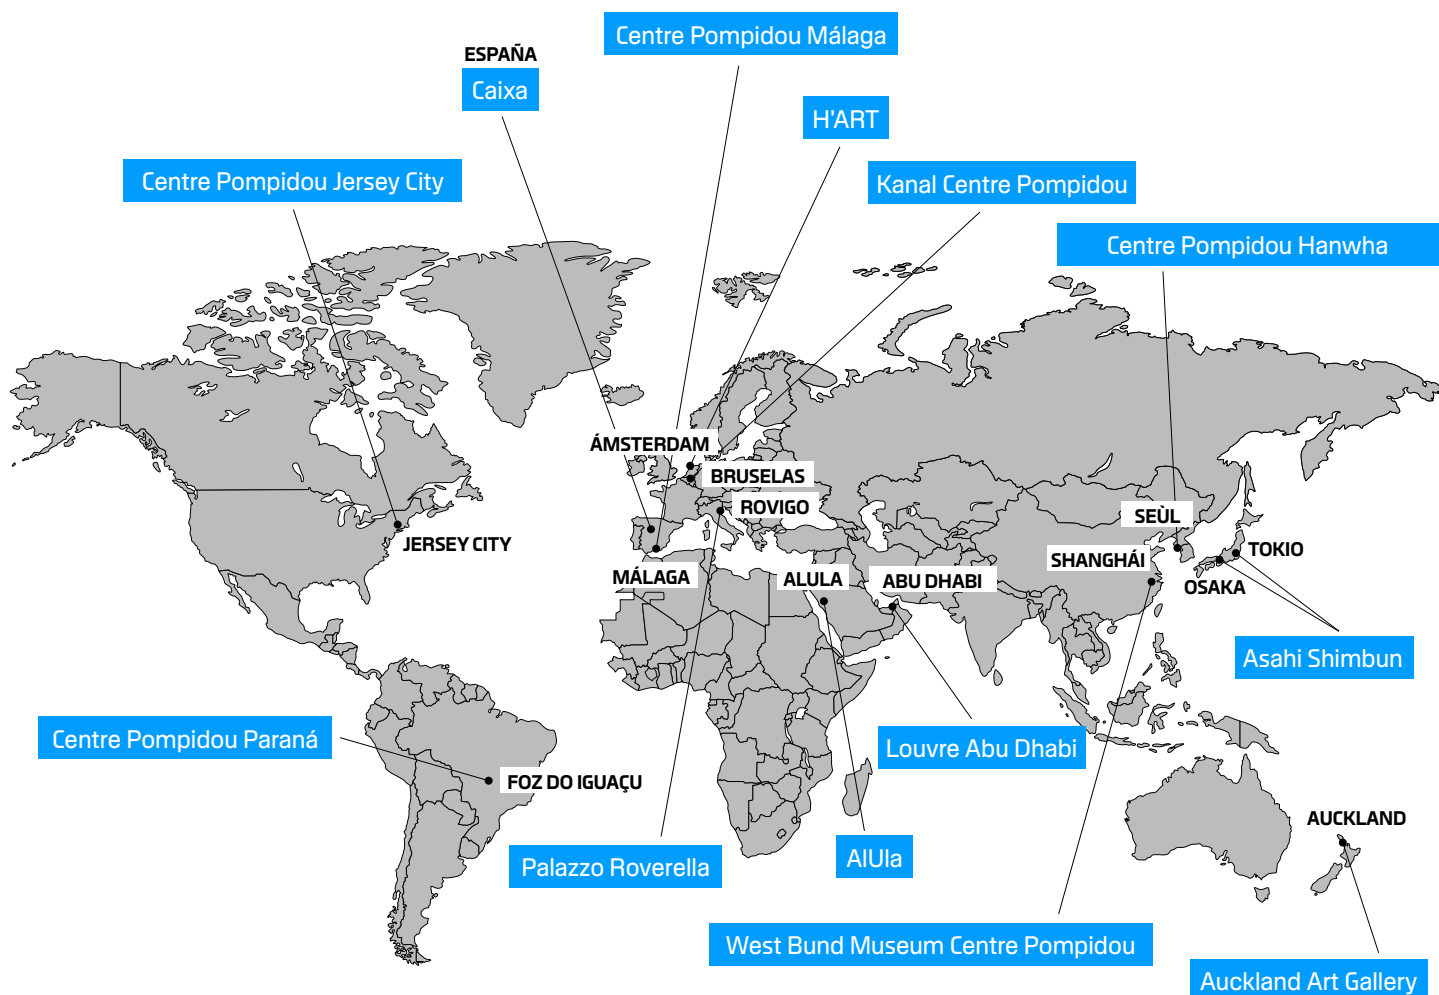 Centre Pompidou Málaga
ESPAÑA
Caixa
H'ART
Centre Pompidou Jersey City
Kanal Centre Pompidou
Centre Pompidou Hanwha
ÁMSTERDAM
BRUSELAS
ROVIGO
SEÙL
JERSEY CITY
TOKIO
SHANGHÁI
MÁLAGA
ALULA
ABU DHABI
OSAKA
Asahi Shimbun
Centre Pompidou Paraná
Louvre Abu Dhabi
FOZ DO IGUAÇU
AUCKLAND
Palazzo Roverella
AlUla
West Bund Museum Centre Pompidou
Auckland Art Gallery